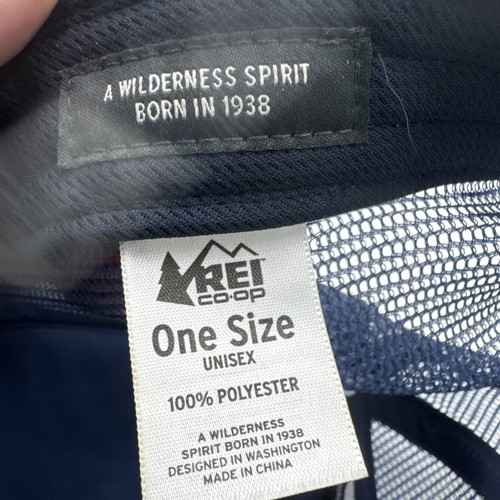 A WILDERNESS SPIRIT
BORN IN 1938
REI
CO·OP
One Size
UNISEX
100% POLYESTER
A WILDERNESS
SPIRIT BORN IN 1938
DESIGNED IN WASHINGTON
MADE IN CHINA